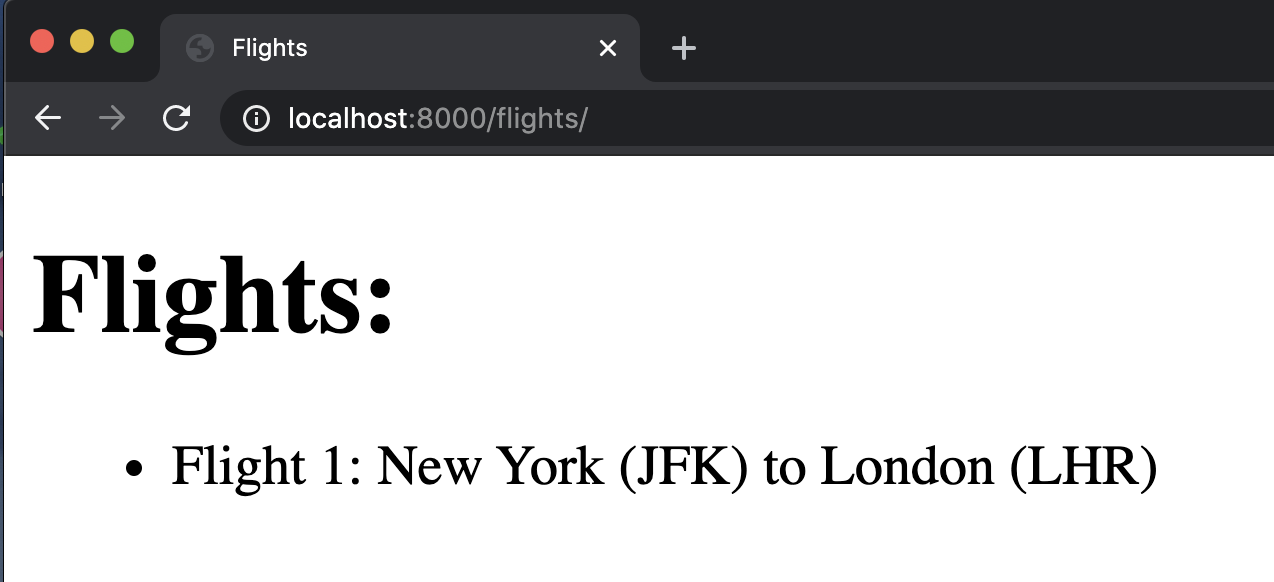 Flights
localhost:8000/flights/
Flights:
• Flight 1: New York (JFK) to London (LHR)